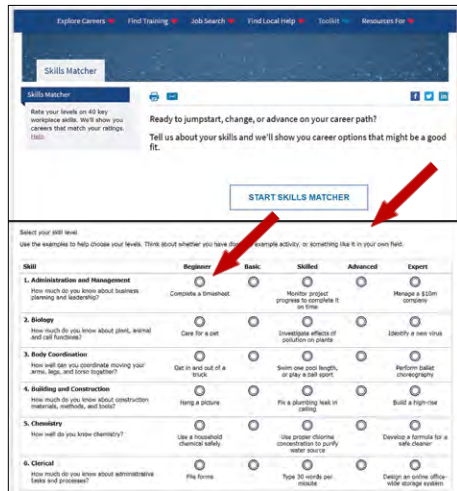 Explore Careers Find Training Job Search Find Local Help Toolkit Resources For
Skills Matcher
Skills Matcher
Rate your levels on 40 key
workplace skills. We'll show you
careers that match your ratings.
Help
Ready to jumpstart, change, or advance on your career path?
Tell us about your skills and we'll show you career options that might be a good
fit.
START SKILLS MATCHER
Select your skill level.
Use the examples to help choose your levels. Think about whether you have example activity, or something like it in your own field.
Skill Beginner Basic Skilled Advanced Expert
1. Administration and Management
How much do you know about business
planning and leadership?
Complete a timesheet
Monitor project
progress to complete it
on time
Manage a $10m
company
2. Biology
How much do you know about plant, animal
and cell functions?
Care for a pet
Investigate effects of
pollution on plants
Identify a new virus
3. Body Coordination
How well can you coordinate moving your
arms, legs, and torso together?
Get in and out of a
truck
Swim one pool length,
or play a ball sport
Perform ballet
choreography
4. Building and Construction
How much do you know about construction
materials, methods, and tools?
Hang a picture
Fix a plumbing leak in
ceiling
Build a high-rise
5. Chemistry
How well do you know chemistry?
Use a household
chemical safely
Use proper chlorine
concentration to purify
water source
Develop a formula for a
safe cleaner
6. Clerical
How much do you know about administrative
tasks and processes?
File forms
Type 30 words per
minute
Design an online office-
wide storage system